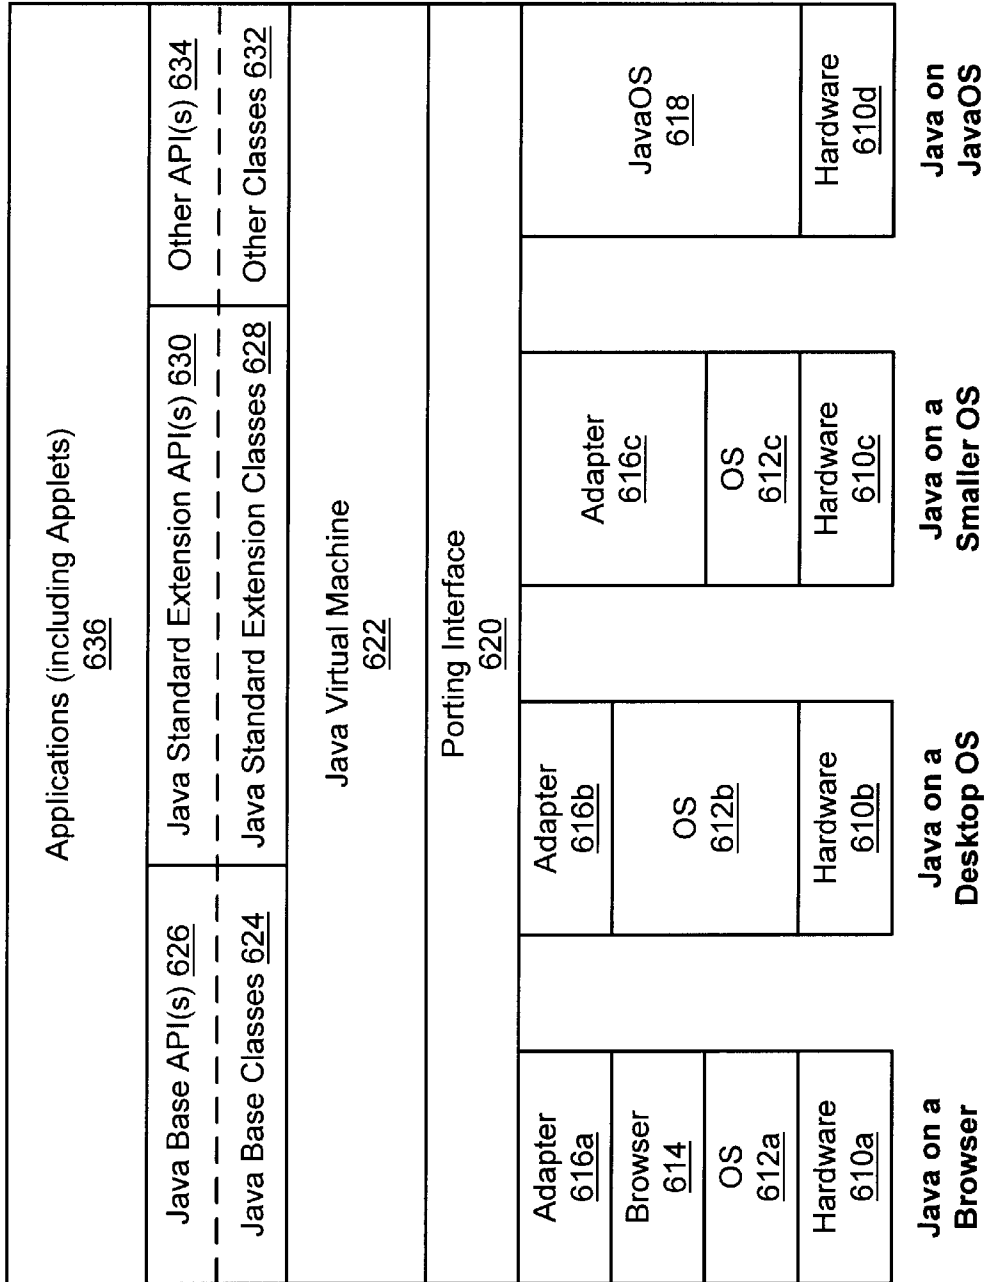 Applications (including Applets)
636
Java Base API(s) 626
Java Standard Extension API(s) 630
Other API(s) 634
Java Base Classes 624
Java Standard Extension Classes 628
Other Classes 632
Java Virtual Machine
622
Porting Interface
620
Adapter
616a
Browser
614
OS
612a
Hardware
610a
Java on a
Browser
Adapter
616b
OS
612b
Hardware
610b
Java on a
Desktop OS
Adapter
616c
OS
612c
Hardware
610c
Java on a
Smaller OS
JavaOS
618
Hardware
610d
Java on
JavaOS